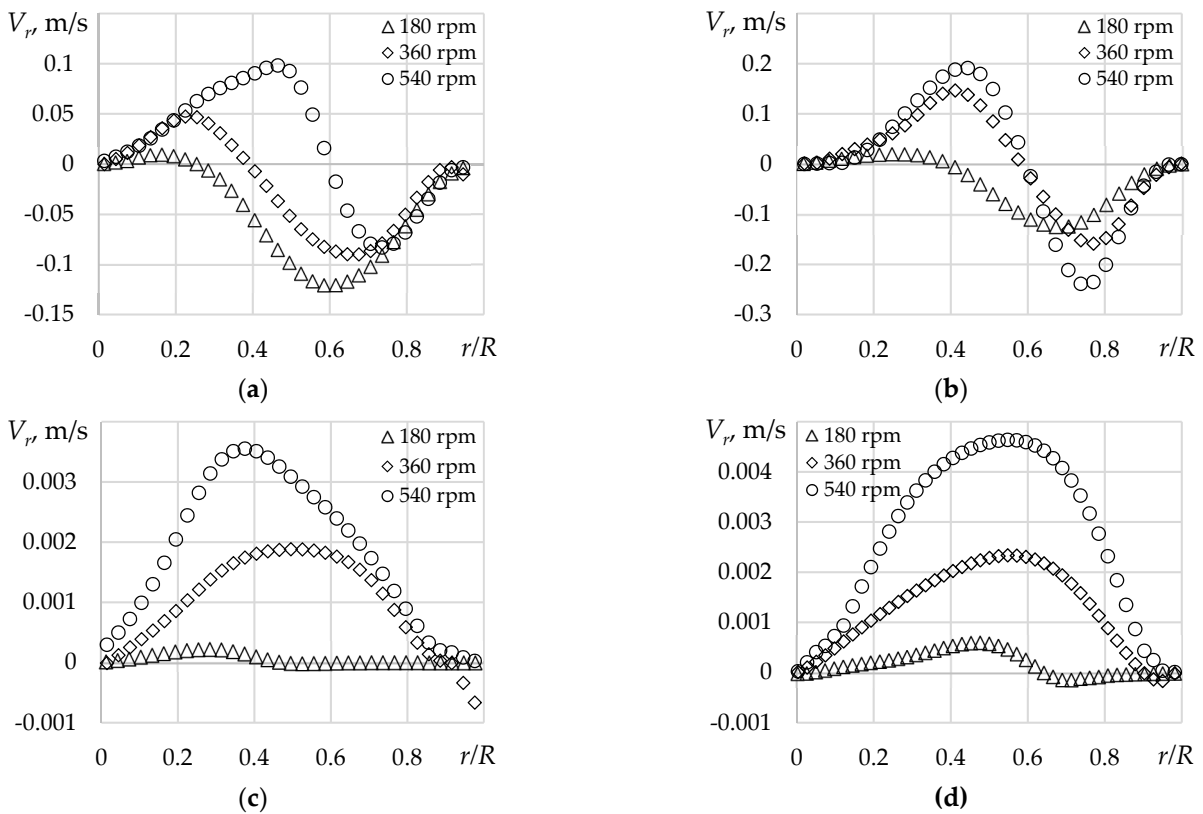 Vr, m/s
△ 180 rpm
◇ 360 rpm
○ 540 rpm
0.1
0.05
0
-0.05
-0.1
-0.15
0 0.2 0.4 0.6 0.8 r/R
(a)
Vr, m/s
△ 180 rpm
◇ 360 rpm
○ 540 rpm
0.2
0.1
0
-0.1
-0.2
-0.3
0 0.2 0.4 0.6 0.8 r/R
(b)
Vr, m/s
△ 180 rpm
◇ 360 rpm
○ 540 rpm
0.003
0.002
0.001
0
-0.001
0 0.2 0.4 0.6 0.8 r/R
(c)
Vr, m/s
△ 180 rpm
◇ 360 rpm
○ 540 rpm
0.004
0.003
0.002
0.001
0
-0.001
0 0.2 0.4 0.6 0.8 r/R
(d)